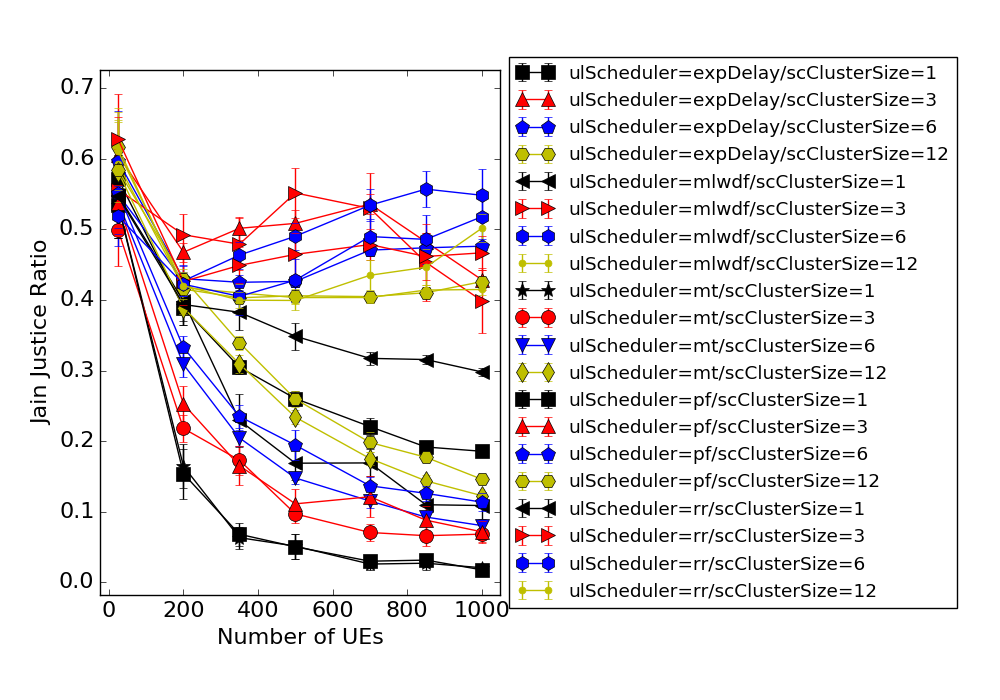 0.7
0.6
0.5
0.4
0.3
0.2
0.1
0.0
Jain Justice Ratio
0 200 400 600 800 1000
Number of UEs
ulScheduler=expDelay/scClusterSize=1
ulScheduler=expDelay/scClusterSize=3
ulScheduler=expDelay/scClusterSize=6
ulScheduler=expDelay/scClusterSize=12
ulScheduler=mlwdf/scClusterSize=1
ulScheduler=mlwdf/scClusterSize=3
ulScheduler=mlwdf/scClusterSize=6
ulScheduler=mlwdf/scClusterSize=12
ulScheduler=mt/scClusterSize=1
ulScheduler=mt/scClusterSize=3
ulScheduler=mt/scClusterSize=6
ulScheduler=mt/scClusterSize=12
ulScheduler=pf/scClusterSize=1
ulScheduler=pf/scClusterSize=3
ulScheduler=pf/scClusterSize=6
ulScheduler=pf/scClusterSize=12
ulScheduler=rr/scClusterSize=1
ulScheduler=rr/scClusterSize=3
ulScheduler=rr/scClusterSize=6
ulScheduler=rr/scClusterSize=12